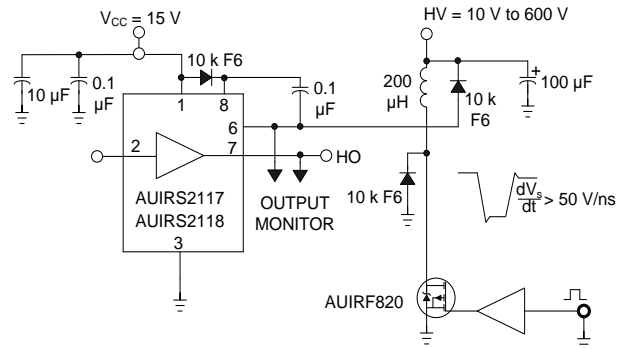 VCC = 15 V
HV = 10 V to 600 V
10 k F6
10 µF
0.1
µF
1
8
0.1
µF
200
µH
10 k
F6
+
100 µF
6
2
7
HO
AUIRS2117
AUIRS2118
OUTPUT
MONITOR
10 k F6
dVs
dt
> 50 V/ns
3
AUIRF820